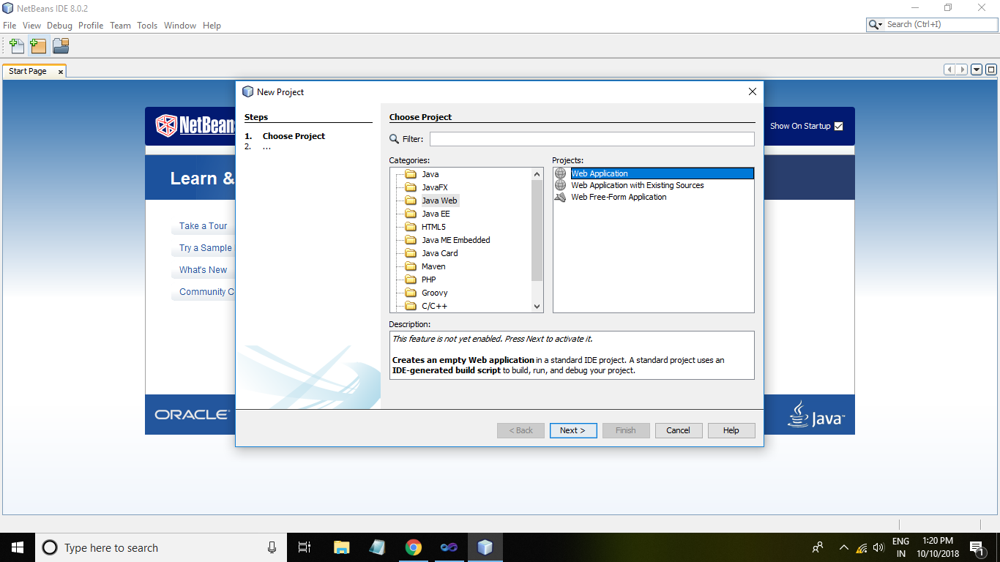 NetBeans IDE 8.0.2
File View Debug Profile Team Tools Window Help
Search (Ctrl+I)
Start Page
New Project
Steps
1. Choose Project
2. ...
Choose Project
Filter:
Categories:
Java
JavaFX
Java Web
Java EE
HTML5
Java ME Embedded
Java Card
Maven
PHP
Groovy
C/C++
Projects:
Web Application
Web Application with Existing Sources
Web Free-Form Application
Description:
This feature is not yet enabled. Press Next to activate it.
Creates an empty Web application in a standard IDE project. A standard project uses an
IDE-generated build script to build, run, and debug your project.
< Back Next > Finish Cancel Help
NetBean
Show On Startup
Learn &
Take a Tour
Try a Sample
What's New
Community C
ORACLE
Java™
Type here to search
ENG
IN
1:20 PM
10/10/2018
1